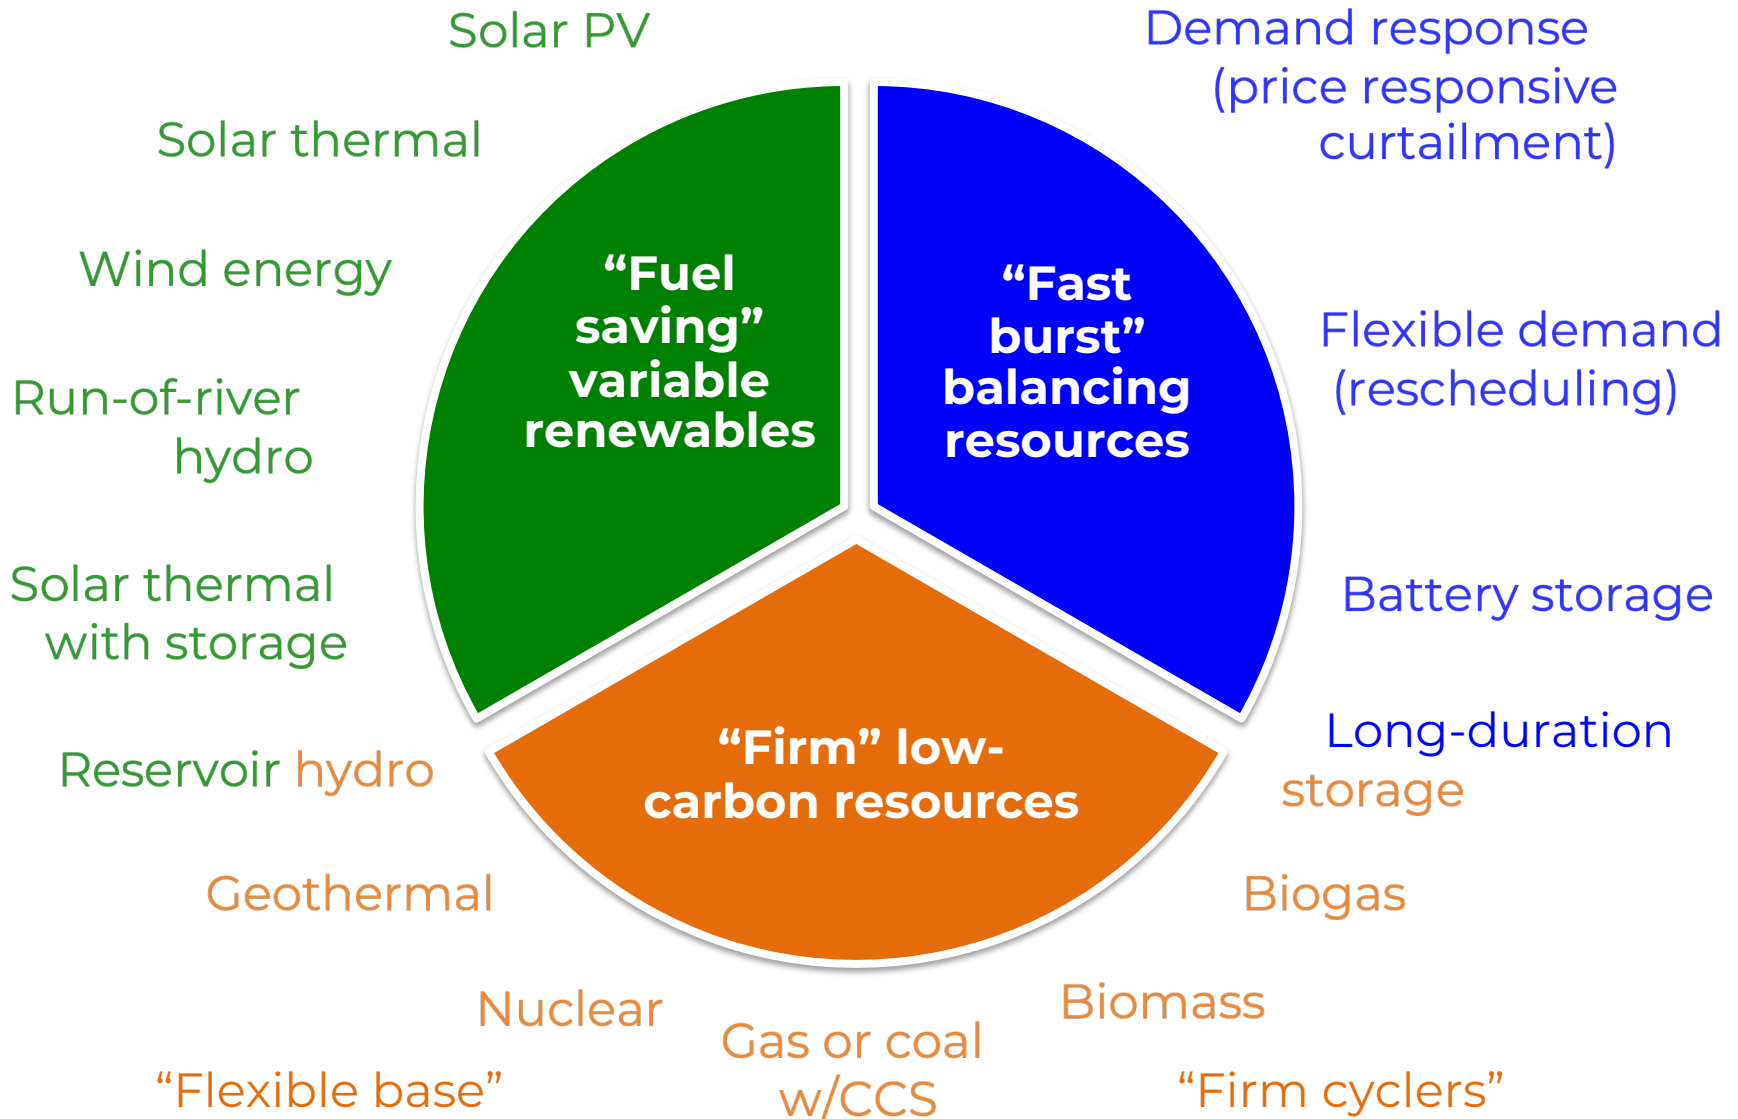 Solar PV
Solar thermal
Wind energy
Run-of-river
hydro
Solar thermal
with storage
Reservoir hydro
Geothermal
Nuclear
“Flexible base”
Gas or coal
w/CCS
Biomass
“Firm cyclers”
Biogas
Long-duration
storage
Battery storage
Flexible demand
(rescheduling)
Demand response
(price responsive
curtailment)
“Fuel
saving”
variable
renewables
“Fast
burst”
balancing
resources
“Firm” low-
carbon resources